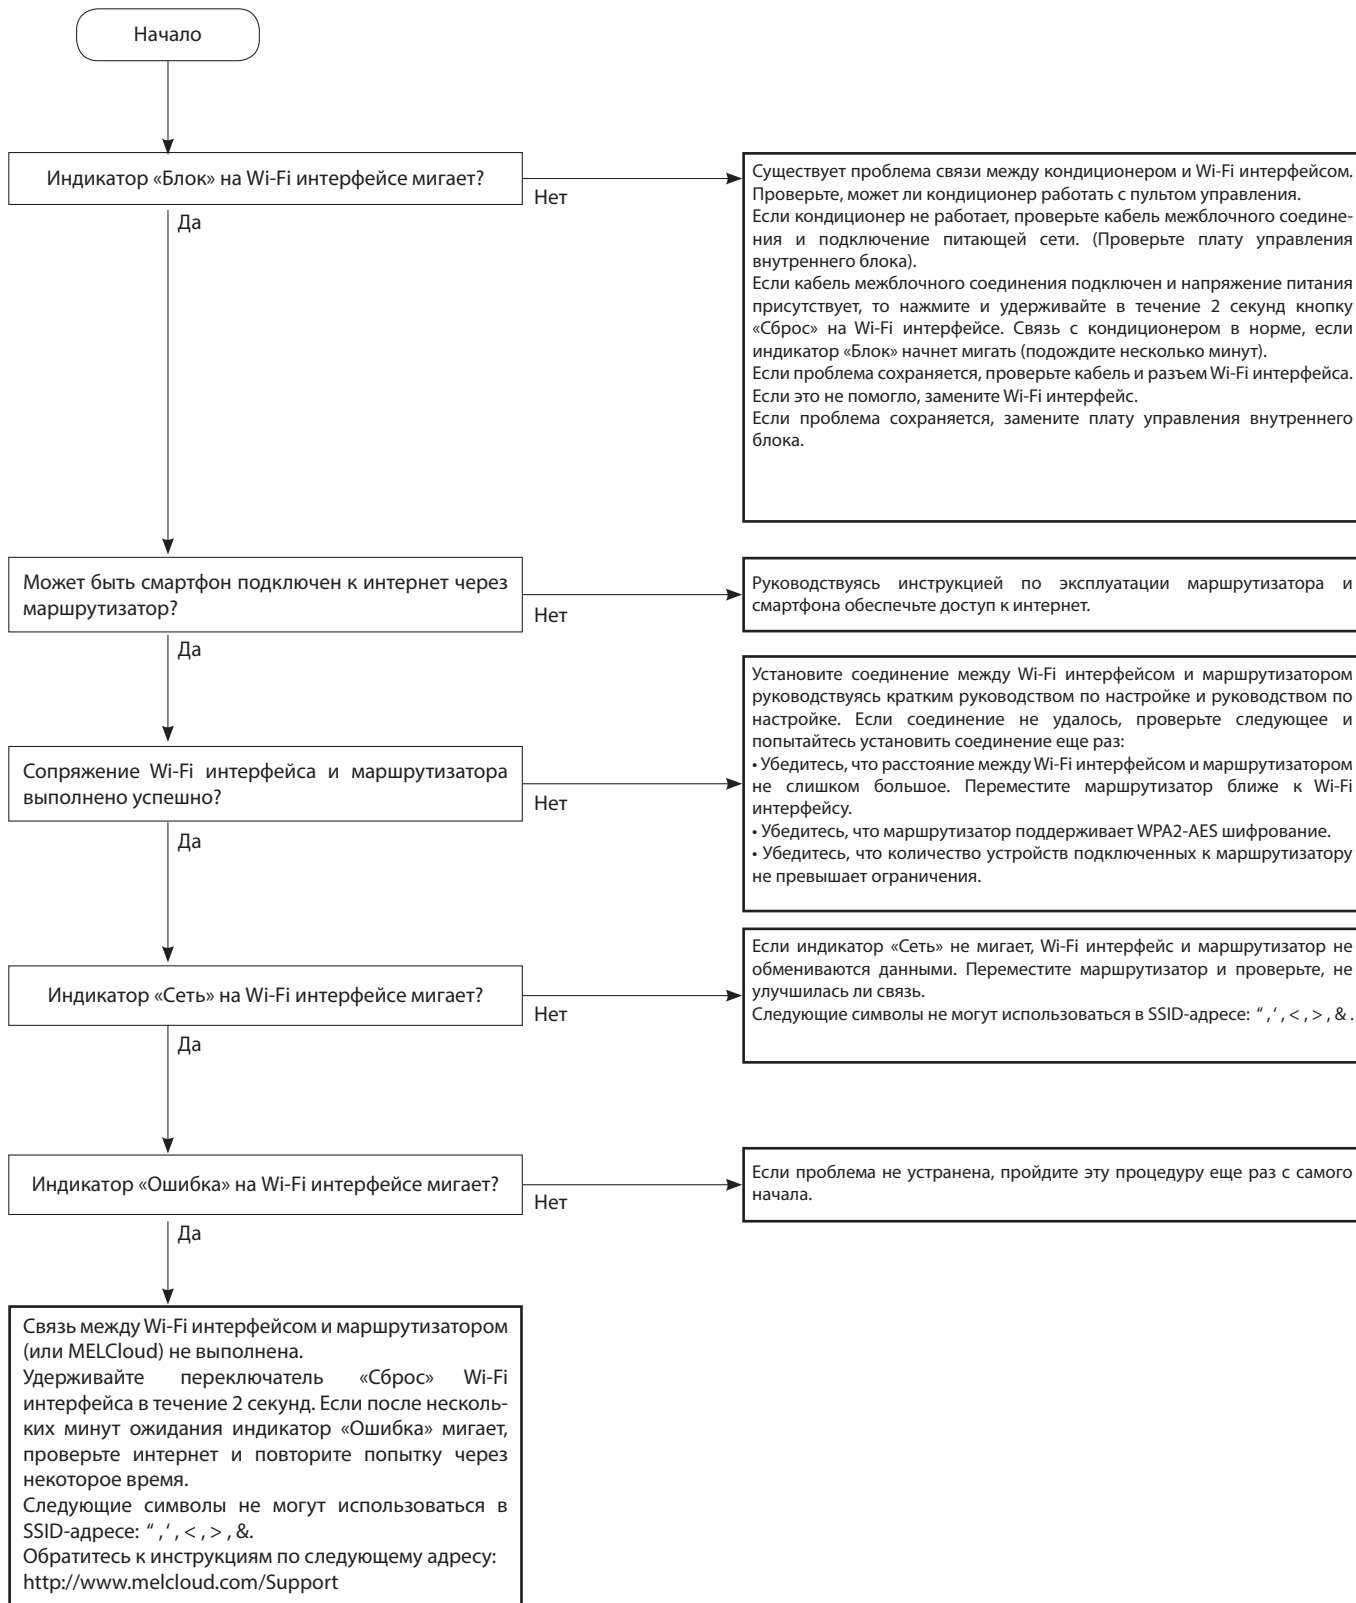 Начало
Индикатор «Блок» на Wi-Fi интерфейсе мигает?
Нет
Да
Существует проблема связи между кондиционером и Wi-Fi интерфейсом.
Проверьте, может ли кондиционер работать с пультом управления.
Если кондиционер не работает, проверьте кабель межблочного соедине-
ния и подключение питающей сети. (Проверьте плату управления
внутреннего блока).
Если кабель межблочного соединения подключен и напряжение питания
присутствует, то нажмите и удерживайте в течение 2 секунд кнопку
«Сброс» на Wi-Fi интерфейсе. Связь с кондиционером в норме, если
индикатор «Блок» начнет мигать (подождите несколько минут).
Если проблема сохраняется, проверьте кабель и разъем Wi-Fi интерфейса.
Если это не помогло, замените Wi-Fi интерфейс.
Если проблема сохраняется, замените плату управления внутреннего
блока.
Может быть смартфон подключен к интернет через
маршрутизатор?
Нет
Да
Руководствуясь инструкцией по эксплуатации маршрутизатора и
смартфона обеспечьте доступ к интернет.
Сопряжение Wi-Fi интерфейса и маршрутизатора
выполнено успешно?
Нет
Да
Установите соединение между Wi-Fi интерфейсом и маршрутизатором
руководствуясь кратким руководством по настройке и руководством по
настройке. Если соединение не удалось, проверьте следующее и
попытайтесь установить соединение еще раз:
• Убедитесь, что расстояние между Wi-Fi интерфейсом и маршрутизатором
не слишком большое. Переместите маршрутизатор ближе к Wi-Fi
интерфейсу.
• Убедитесь, что маршрутизатор поддерживает WPA2-AES шифрование.
• Убедитесь, что количество устройств подключенных к маршрутизатору
не превышает ограничения.
Индикатор «Сеть» на Wi-Fi интерфейсе мигает?
Нет
Да
Если индикатор «Сеть» не мигает, Wi-Fi интерфейс и маршрутизатор не
обмениваются данными. Переместите маршрутизатор и проверьте, не
улучшилась ли связь.
Следующие символы не могут использоваться в SSID-адресе: “ , ‘ , < , > , & .
Индикатор «Ошибка» на Wi-Fi интерфейсе мигает?
Нет
Да
Если проблема не устранена, пройдите эту процедуру еще раз с самого
начала.
Связь между Wi-Fi интерфейсом и маршрутизатором
(или MELCloud) не выполнена.
Удерживайте переключатель «Сброс» Wi-Fi
интерфейса в течение 2 секунд. Если после несколь-
ких минут ожидания индикатор «Ошибка» мигает,
проверьте интернет и повторите попытку через
некоторое время.
Следующие символы не могут использоваться в
SSID-адресе: “ , ‘ , < , > , &.
Обратитесь к инструкциям по следующему адресу:
http://www.melcloud.com/Support